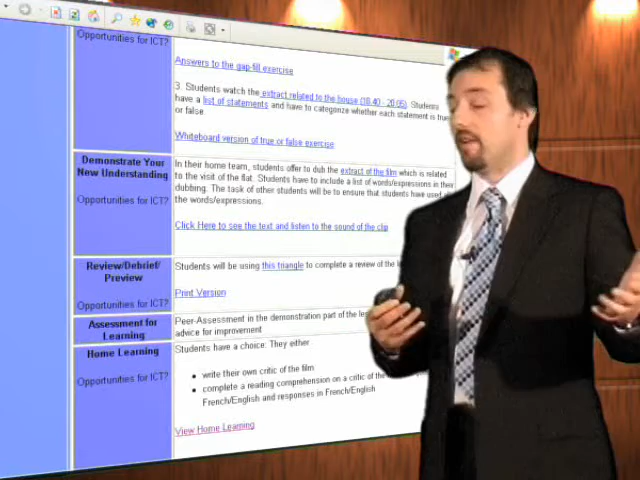 Opportunities for ICT?
Answers to the gap-fill exercise
3. Students watch the extract related to the house (18.40 - 20.05). Students
have a list of statements and have to categorize whether each statement is true
or false.
Whiteboard version of true or false exercise
Demonstrate Your
New Understanding
Opportunities for ICT?
In their home team, students offer to dub the extract of the film which is related
to the visit of the flat. Students have to include a list of words/expressions in their
dubbing. The task of other students will be to ensure that students have used
the words/expressions.
Click Here to see the text and listen to the sound of the clip
Review/Debrief/
Preview
Opportunities for ICT?
Students will be using this triangle to complete a review of the
Print Version
Assessment for
Learning
Peer-Assessment in the demonstration part of the
advice for improvement
Home Learning
Opportunities for ICT?
Students have a choice: They either
write their own critic of the film
complete a reading comprehension on a critic of the
French/English and responses in French/English
View Home Learning